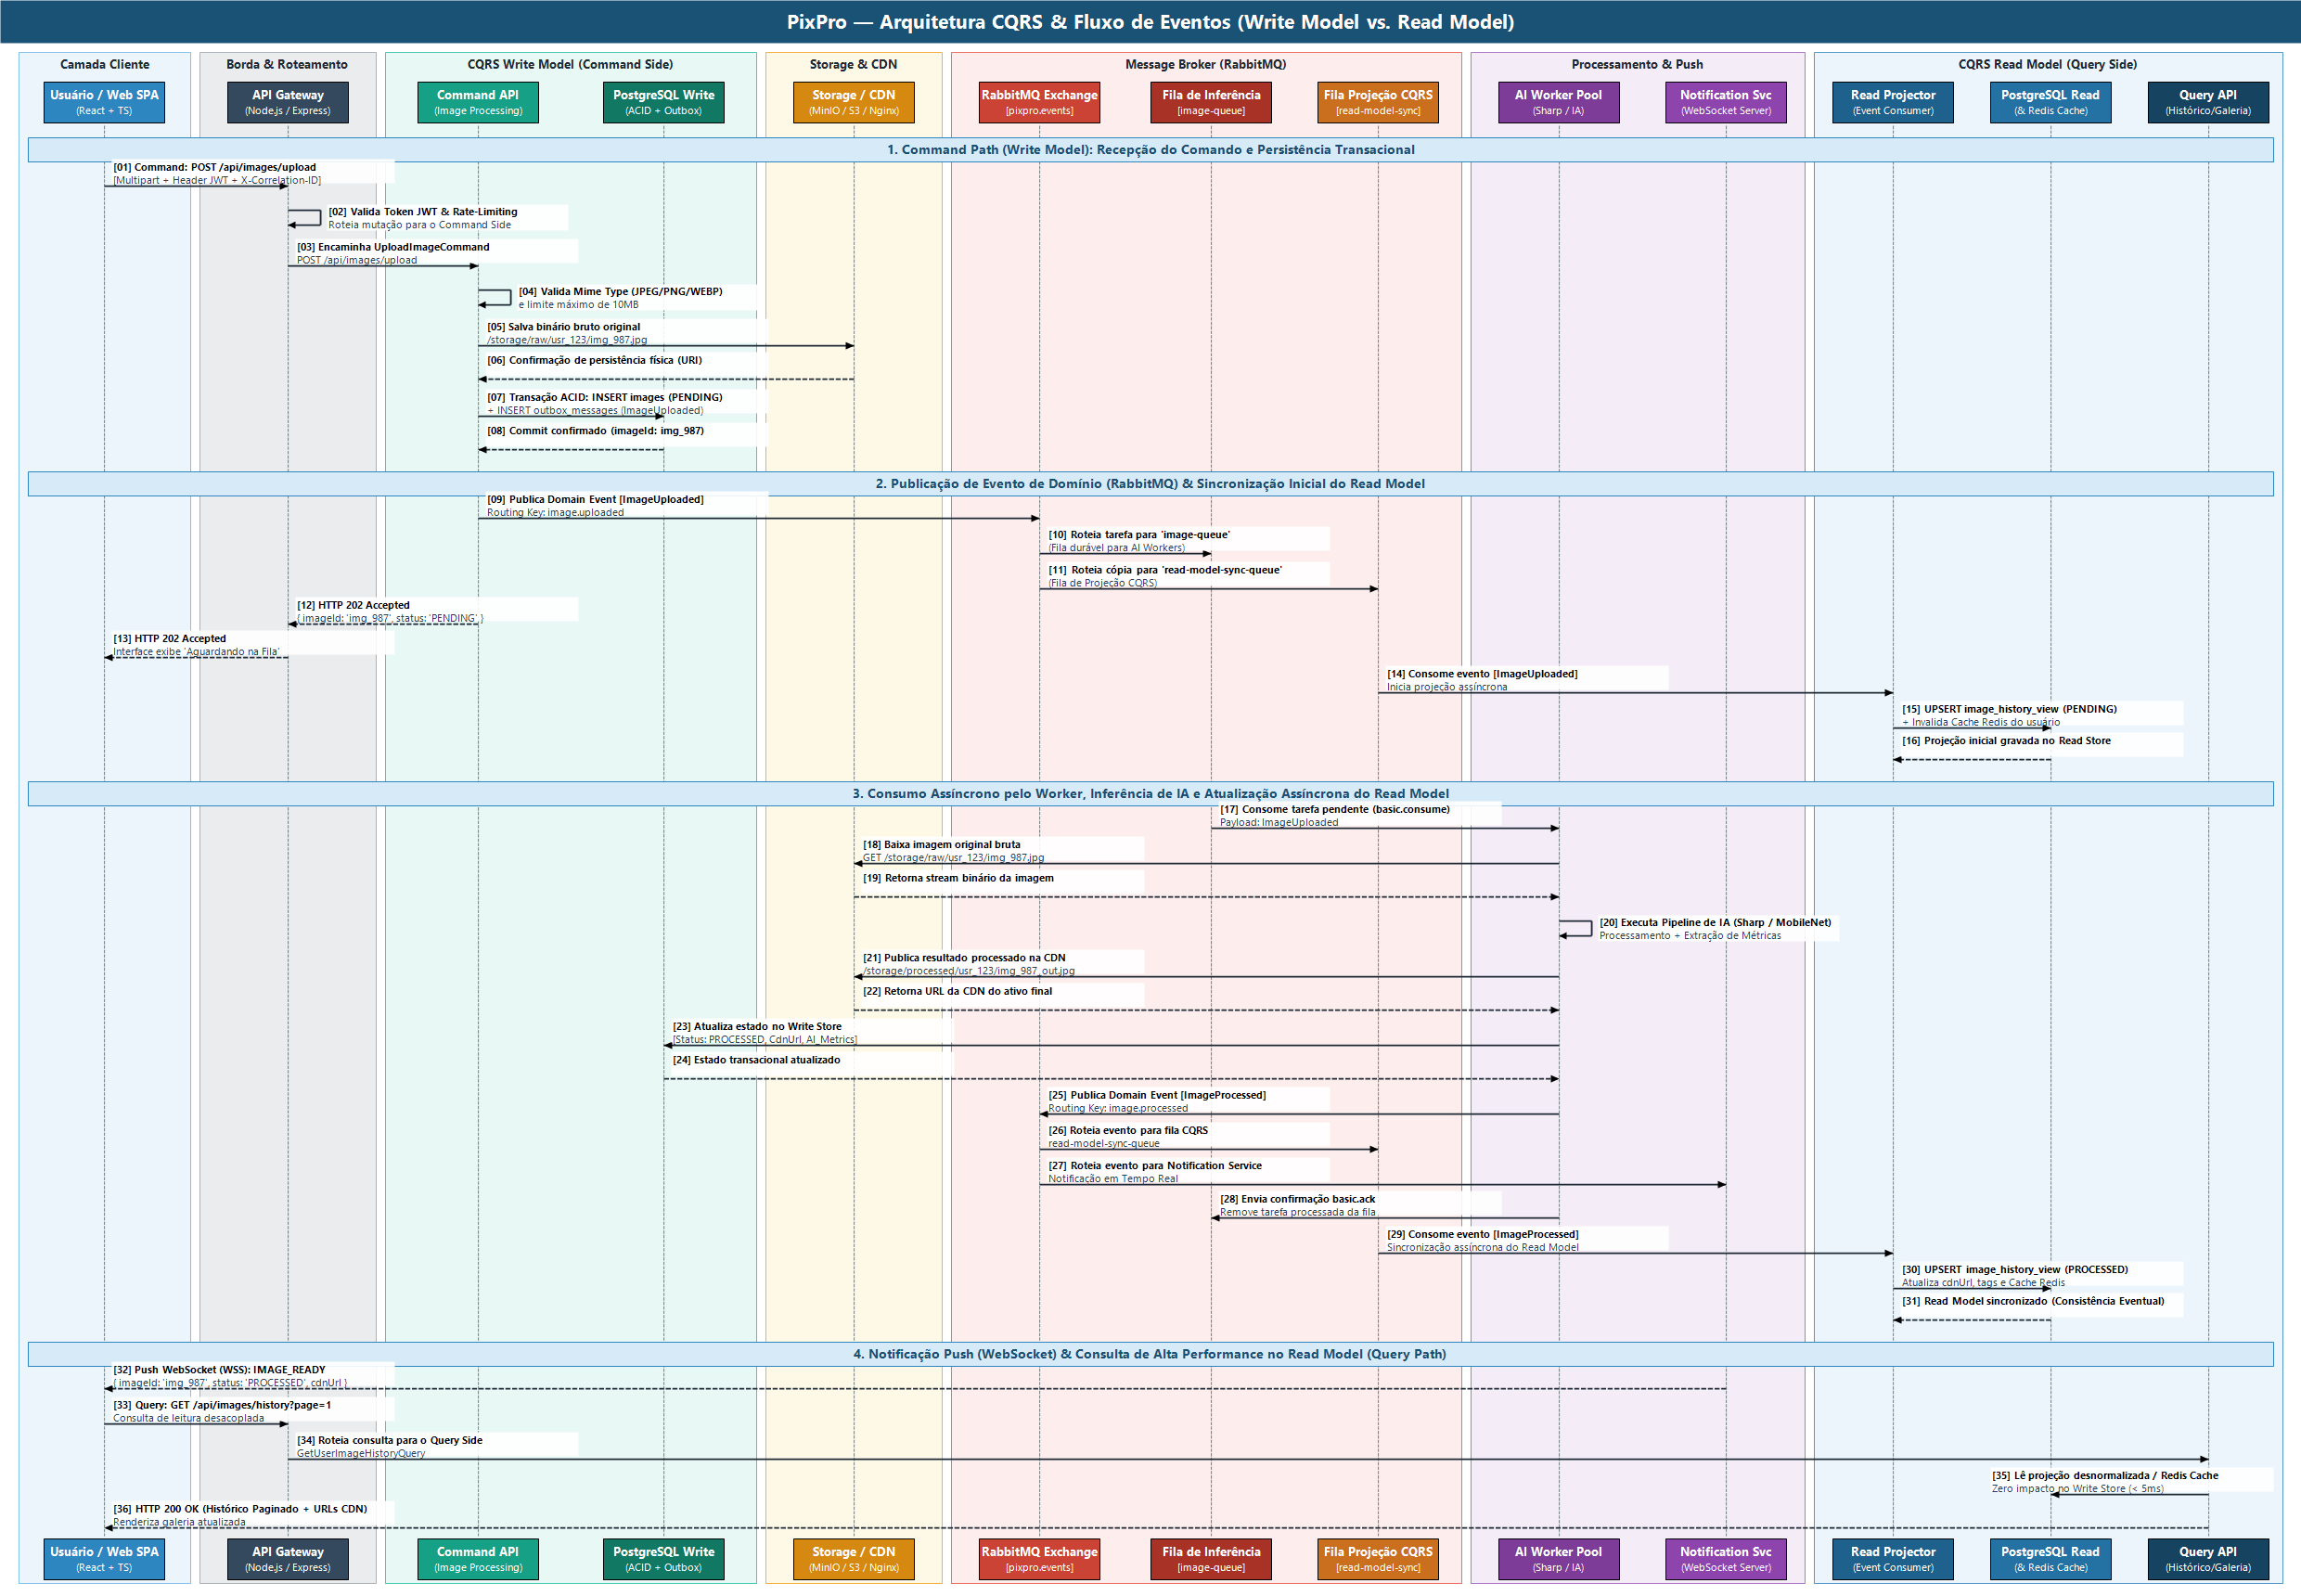 PixPro — Arquitetura CQRS & Fluxo de Eventos (Write Model vs. Read Model)
Camada Cliente
Borda & Roteamento
CQRS Write Model (Command Side)
Storage & CDN
Message Broker (RabbitMQ)
Processamento & Push
CQRS Read Model (Query Side)
Usuário / Web SPA
(React + TS)
API Gateway
(Node.js / Express)
Command API
(Image Processing)
PostgreSQL Write
(ACID + Outbox)
Storage / CDN
(MinIO / S3 / Nginx)
RabbitMQ Exchange
[pixpro.events]
Fila de Inferência
[image-queue]
Fila Projeção CQRS
[read-model-sync]
AI Worker Pool
(Sharp / IA)
Notification Svc
(WebSocket Server)
Read Projector
(Event Consumer)
PostgreSQL Read
(& Redis Cache)
Query API
(Histórico/Galeria)
1. Command Path (Write Model): Recepção do Comando e Persistência Transacional
[01] Command: POST /api/images/upload
[Multipart + Header JWT + X-Correlation-ID]
[02] Valida Token JWT & Rate-Limiting
Roteia mutação para o Command Side
[03] Encaminha UploadImageCommand
POST /api/images/upload
[04] Valida Mime Type (JPEG/PNG/WEBP)
e limite máximo de 10MB
[05] Salva binário bruto original
/storage/raw/usr_123/img_987.jpg
[06] Confirmação de persistência física (URI)
[07] Transação ACID: INSERT images (PENDING)
+ INSERT outbox_messages (ImageUploaded)
[08] Commit confirmado (imageId: img_987)
2. Publicação de Evento de Domínio (RabbitMQ) & Sincronização Inicial do Read Model
[09] Publica Domain Event [ImageUploaded]
Routing Key: image.uploaded
[10] Roteia tarefa para 'image-queue'
(Fila durável para AI Workers)
[11] Roteia cópia para 'read-model-sync-queue'
(Fila de Projeção CQRS)
[12] HTTP 202 Accepted
{ imageId: 'img_987', status: 'PENDING' }
[13] HTTP 202 Accepted
Interface exibe 'Aguardando na Fila'
[14] Consome evento [ImageUploaded]
Inicia projeção assíncrona
[15] UPSERT image_history_view (PENDING)
+ Invalida Cache Redis do usuário
[16] Projeção inicial gravada no Read Store
3. Consumo Assíncrono pelo Worker, Inferência de IA e Atualização Assíncrona do Read Model
[17] Consome tarefa pendente (basic.consume)
Payload: ImageUploaded
[18] Baixa imagem original bruta
GET /storage/raw/usr_123/img_987.jpg
[19] Retorna stream binário da imagem
[20] Executa Pipeline de IA (Sharp / MobileNet)
Processamento + Extração de Métricas
[21] Publica resultado processado na CDN
/storage/processed/usr_123/img_987_out.jpg
[22] Retorna URL da CDN do ativo final
[23] Atualiza estado no Write Store
[Status: PROCESSED, CdnUrl, AI_Metrics]
[24] Estado transacional atualizado
[25] Publica Domain Event [ImageProcessed]
Routing Key: image.processed
[26] Roteia evento para fila CQRS
read-model-sync-queue
[27] Roteia evento para Notification Service
Notificação em Tempo Real
[28] Envia confirmação basic.ack
Remove tarefa processada da fila
[29] Consome evento [ImageProcessed]
Sincronização assíncrona do Read Model
[30] UPSERT image_history_view (PROCESSED)
Atualiza cdnUrl, tags e Cache Redis
[31] Read Model sincronizado (Consistência Eventual)
4. Notificação Push (WebSocket) & Consulta de Alta Performance no Read Model (Query Path)
[32] Push WebSocket (WSS): IMAGE_READY
{ imageId: 'img_987', status: 'PROCESSED', cdnUrl }
[33] Query: GET /api/images/history?page=1
Consulta de leitura desacoplada
[34] Roteia consulta para o Query Side
GetUserImageHistoryQuery
[35] Lê projeção desnormalizada / Redis Cache
Zero impacto no Write Store (< 5ms)
[36] HTTP 200 OK (Histórico Paginado + URLs CDN)
Renderiza galeria atualizada
Usuário / Web SPA
(React + TS)
API Gateway
(Node.js / Express)
Command API
(Image Processing)
PostgreSQL Write
(ACID + Outbox)
Storage / CDN
(MinIO / S3 / Nginx)
RabbitMQ Exchange
[pixpro.events]
Fila de Inferência
[image-queue]
Fila Projeção CQRS
[read-model-sync]
AI Worker Pool
(Sharp / IA)
Notification Svc
(WebSocket Server)
Read Projector
(Event Consumer)
PostgreSQL Read
(& Redis Cache)
Query API
(Histórico/Galeria)